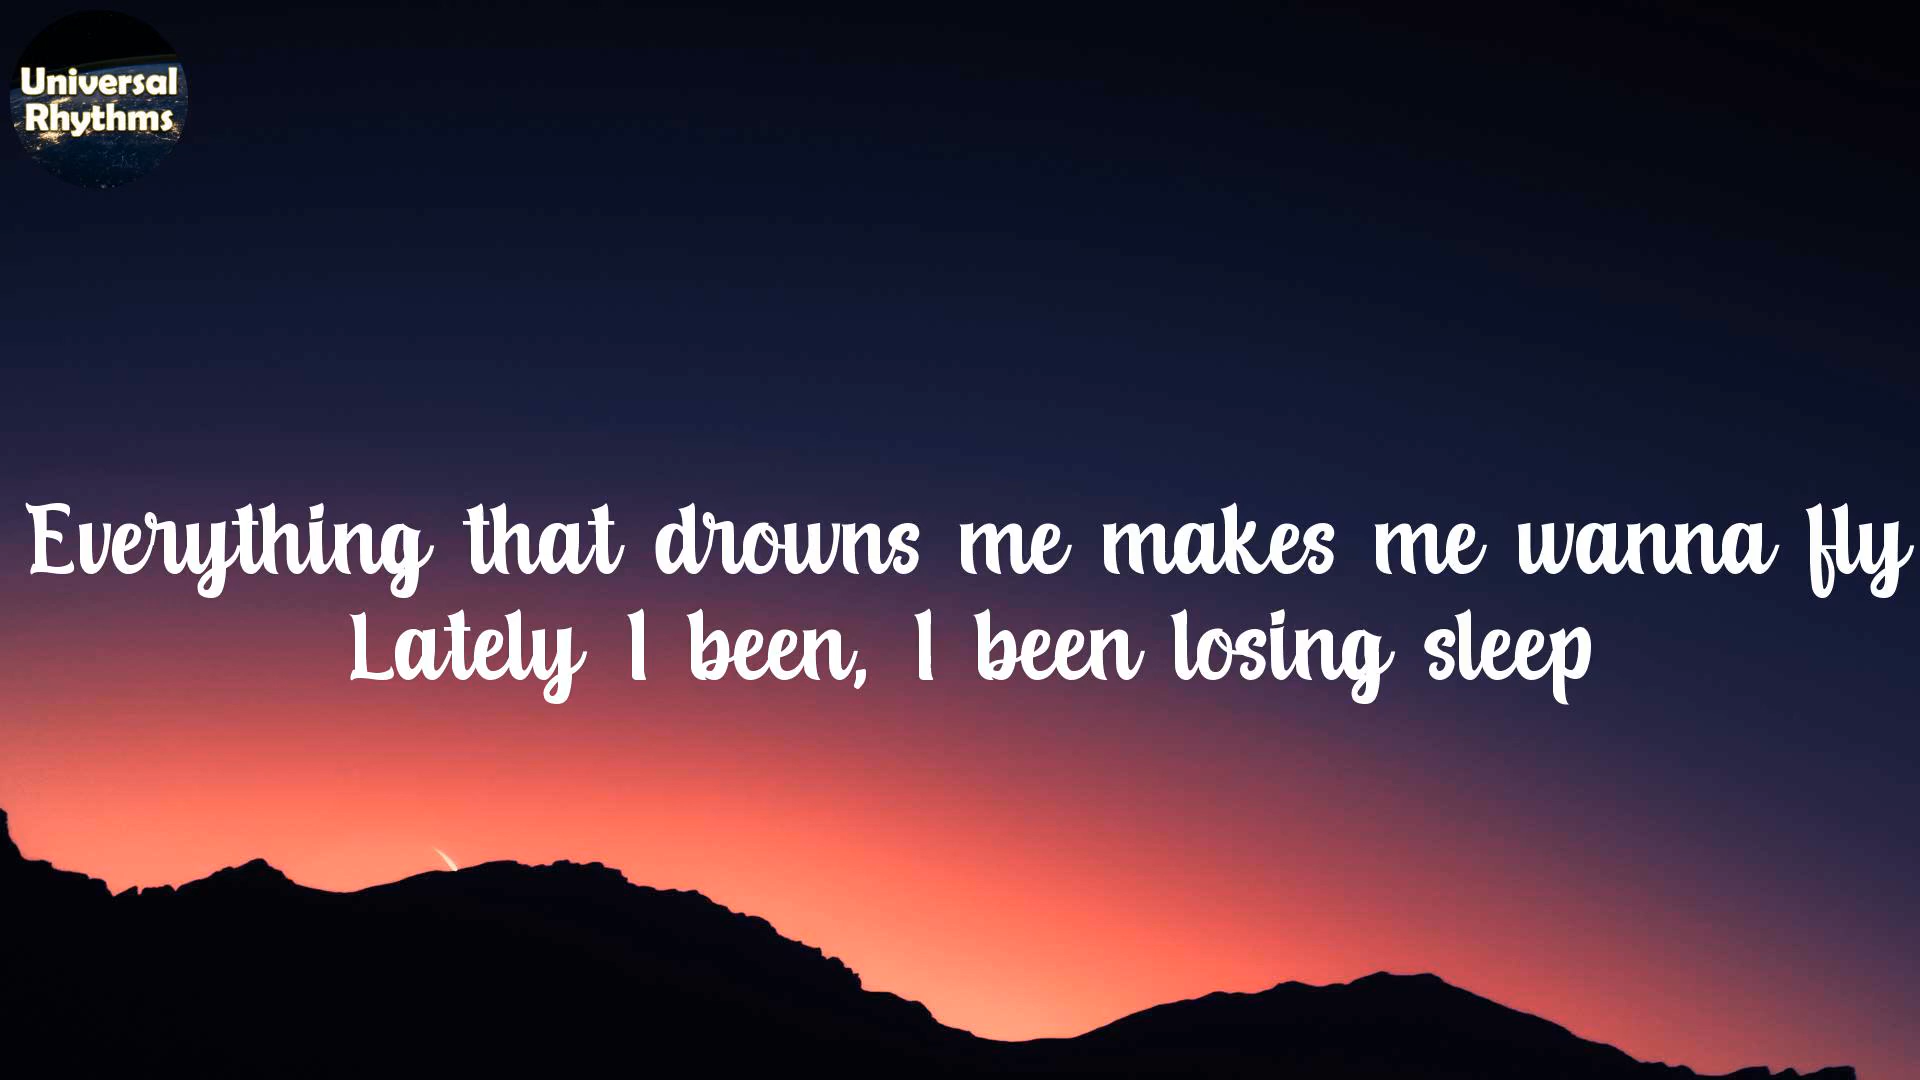 Universal
Rhythms
Everything that drowns me makes me wanna fly
Lately I been, I been losing sleep